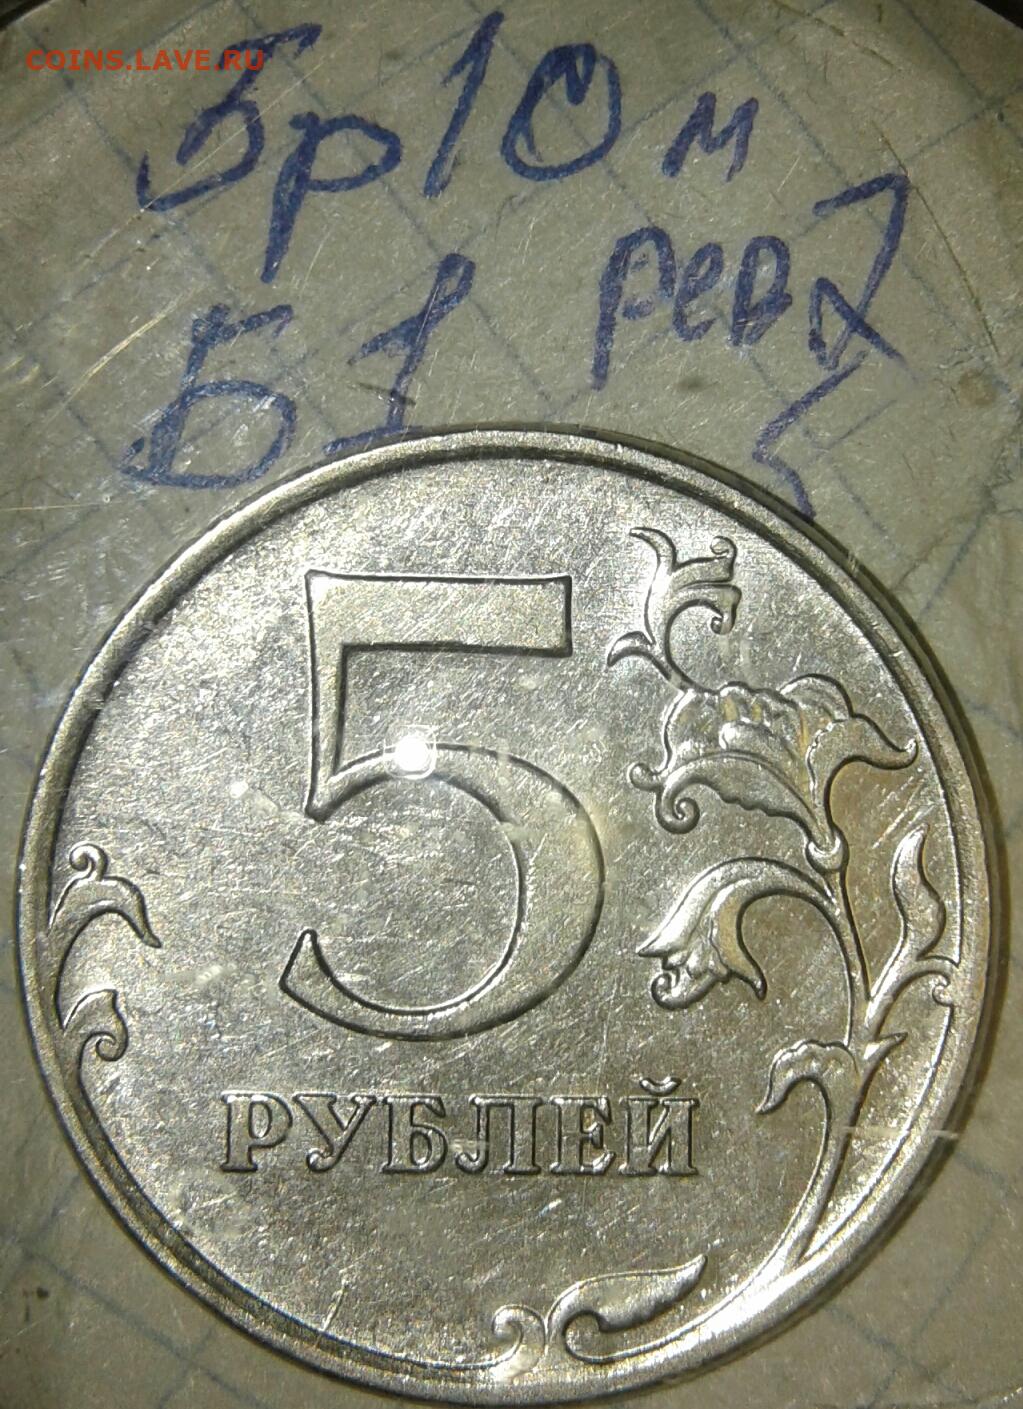 COINS.LAVE.RU
5р10м
Б1 рев
5
РУБЛЕЙ